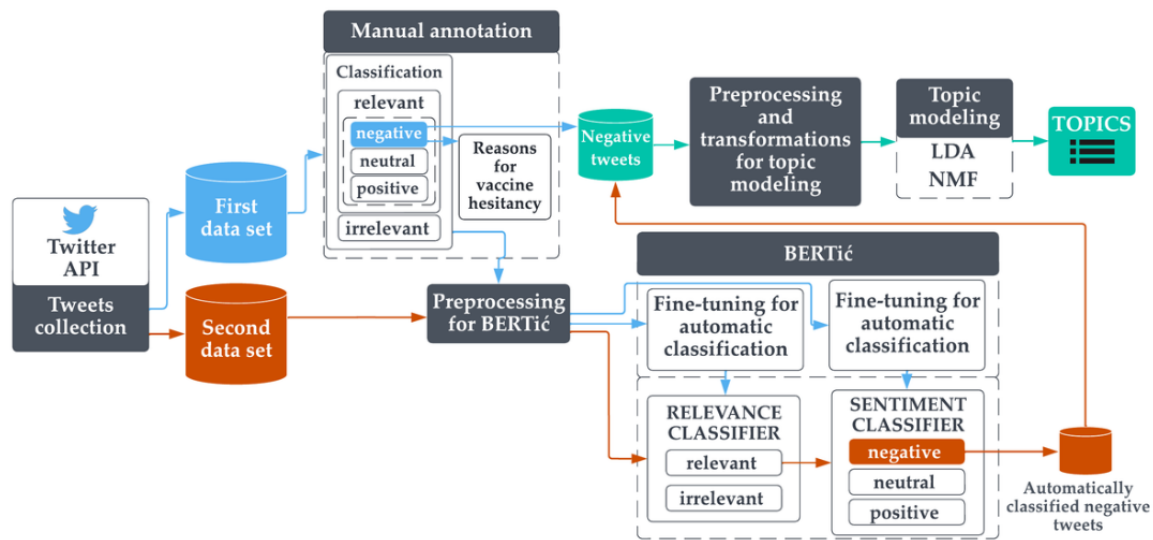 Manual annotation
Classification
relevant
negative
neutral
positive
irrelevant
Reasons
for
vaccine
hesitancy
Twitter
API
Tweets
collection
First
data set
Second
data set
Negative
tweets
Preprocessing
and
transformations
for topic
modeling
Topic
modeling
LDA
NMF
TOPICS
Preprocessing
for BERTić
BERTić
Fine-tuning for
automatic
classification
Fine-tuning for
automatic
classification
RELEVANCE
CLASSIFIER
relevant
irrelevant
SENTIMENT
CLASSIFIER
negative
neutral
positive
Automatically
classified negative
tweets